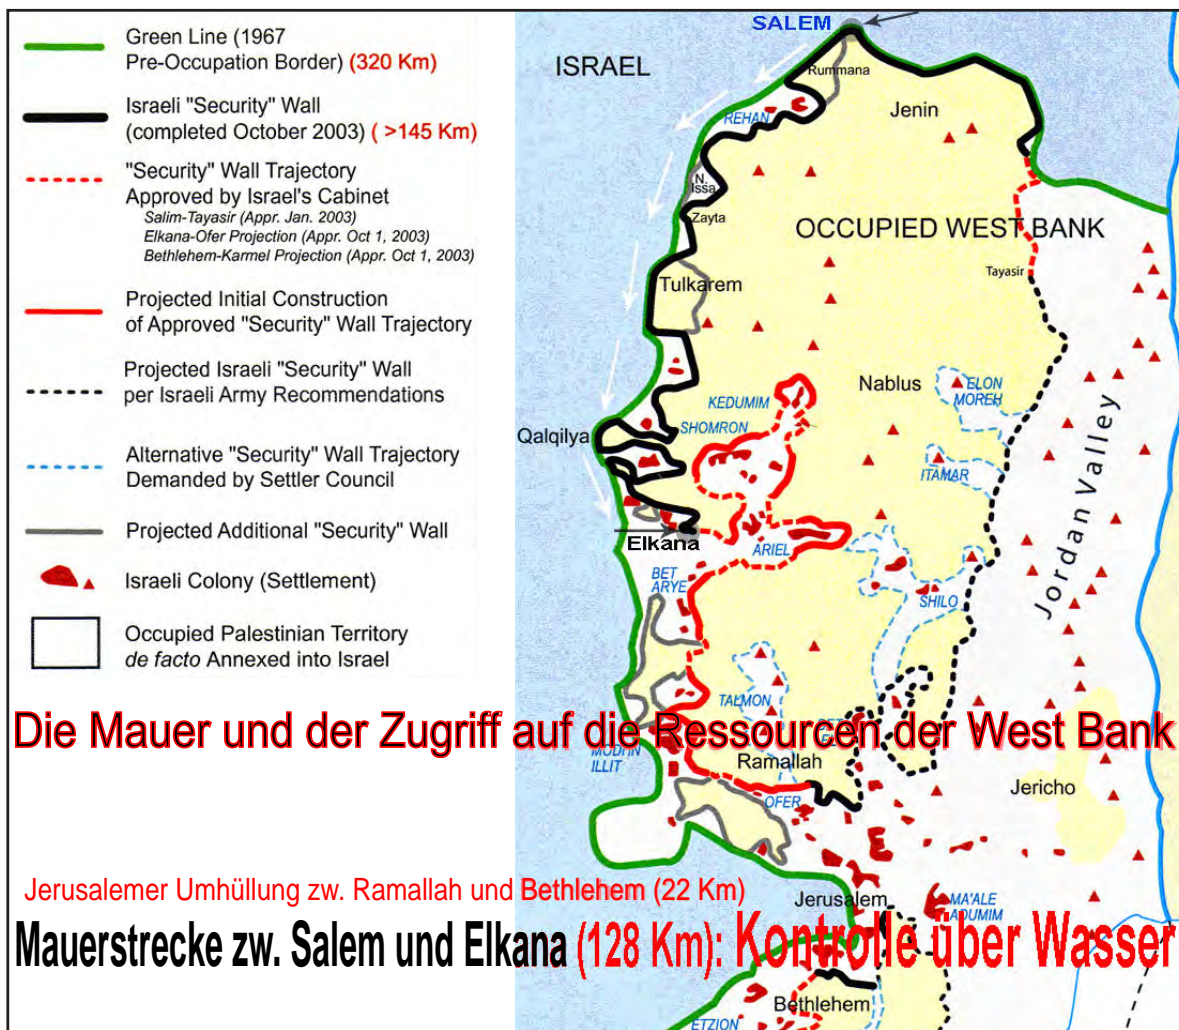 Green Line (1967
Pre-Occupation Border) (320 Km)
Israeli "Security" Wall
(completed October 2003) ( >145 Km)
"Security" Wall Trajectory
Approved by Israel's Cabinet
Salim-Tayasir (Appr. Jan. 2003)
Elkana-Ofer Projection (Appr. Oct 1, 2003)
Bethlehem-Karmel Projection (Appr. Oct 1, 2003)
Projected Initial Construction
of Approved "Security" Wall Trajectory
Projected Israeli "Security" Wall
per Israeli Army Recommendations
Alternative "Security" Wall Trajectory
Demanded by Settler Council
Projected Additional "Security" Wall
Israeli Colony (Settlement)
Occupied Palestinian Territory
de facto Annexed into Israel
SALEM
ISRAEL
Rummana
Jenin
REHAN
N.
Issa
Zayta
OCCUPIED WEST BANK
Tayasir
Tulkarem
Nablus
ELON
MOREH
KEDUMIM
SHOMRON
Qalqilya
ITAMAR
Jordan Valley
Elkana
ARIEL
BET
ARYE
SHILO
TALMON
Die Mauer und der Zugriff auf die Ressourcen der West Bank
MODI'IN
ILLIT
Ramallah
OFER
Jericho
Jerusalemer Umhüllung zw. Ramallah und Bethlehem (22 Km)
Jerusalem
MA'ALE
ADUMIM
Mauerstrecke zw. Salem und Elkana (128 Km): Kontrolle über Wasser
Bethlehem
ETZION